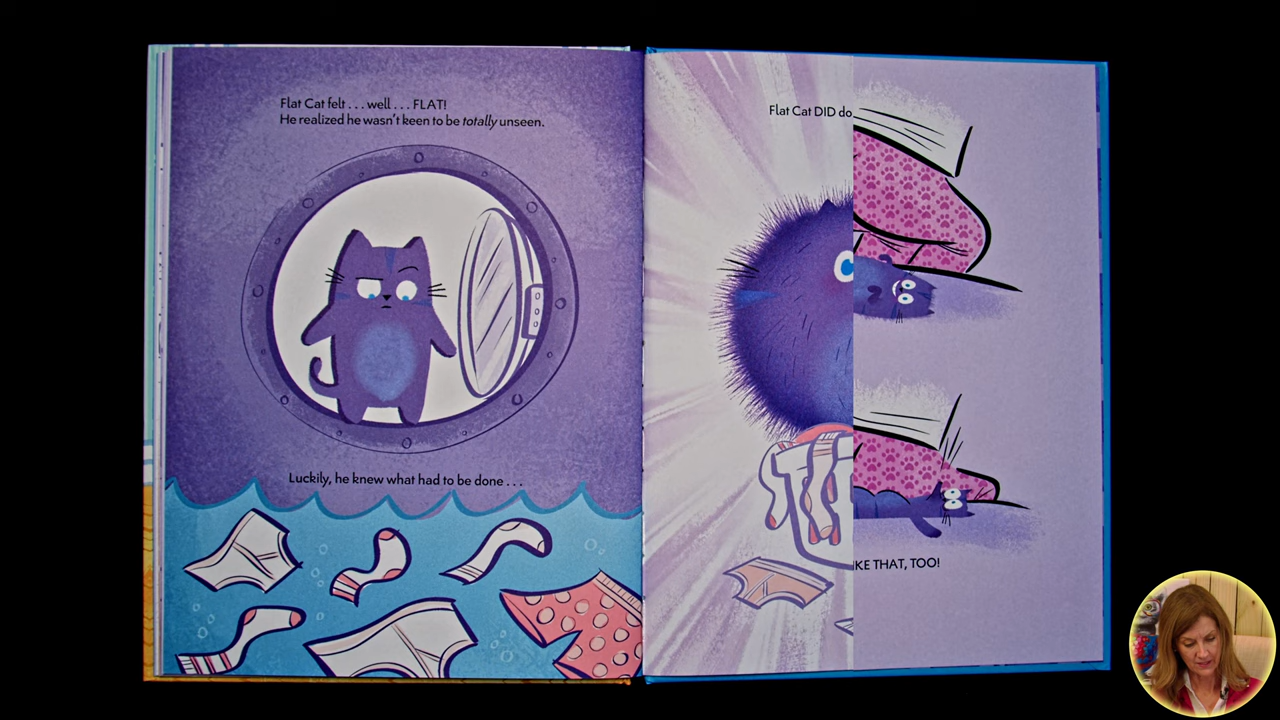 Flat Cat felt . . . well . . . FLAT!
He realized he wasn't keen to be totally unseen.
Luckily, he knew what had to be done . . .
Flat Cat DID do
KE THAT, TOO!